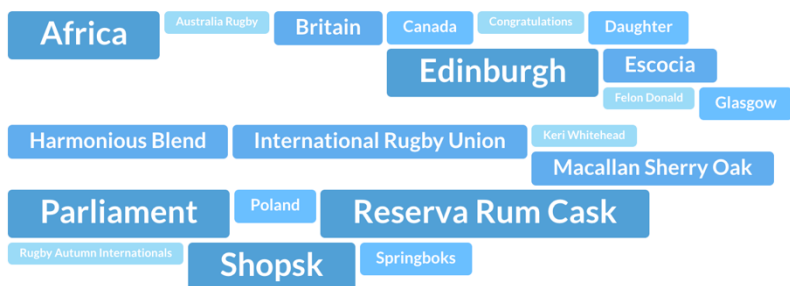 Africa Australia Rugby Britain Canada Congratulations Daughter
Edinburgh Escocia
Felon Donald Glasgow
Harmonious Blend International Rugby Union Keri Whitehead
Macallan Sherry Oak
Parliament Poland Reserva Rum Cask
Rugby Autumn Internationals Shopsk Springboks